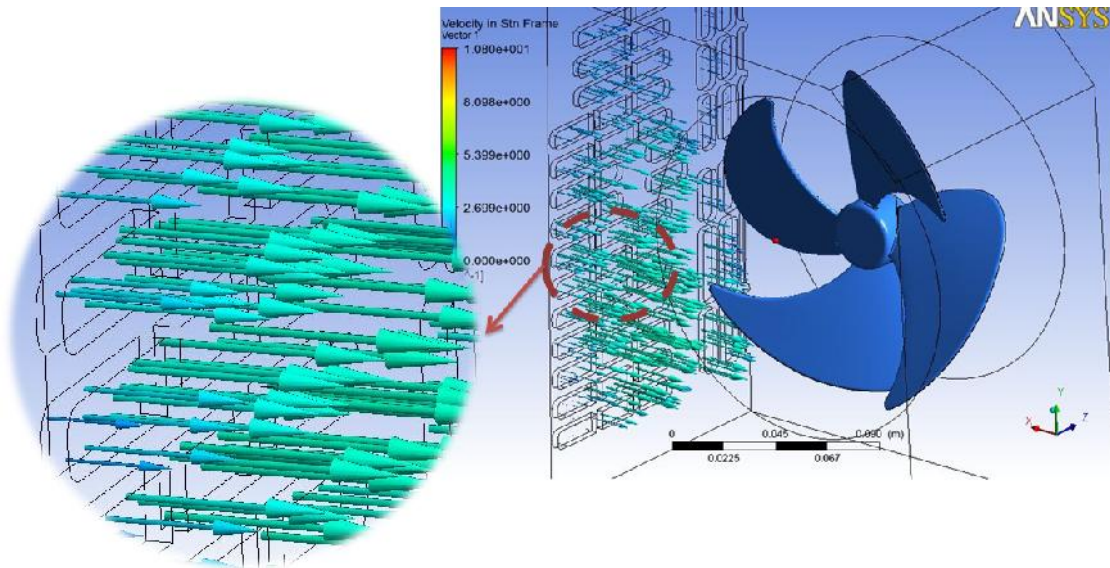 Velocity in Stn Frame
Vector 1
1.080e+001
8.098e+000
5.399e+000
2.699e+000
0.000e+000
^-1]
ANSYS
0 0.045 0.090 (m)
0.0225 0.067
Y
X Z